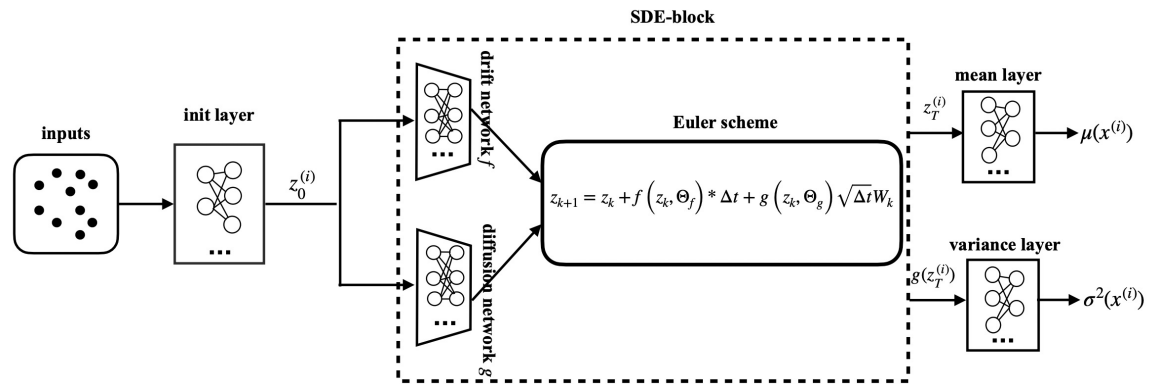 SDE-block
inputs
init layer
z_0^{(i)}
drift network f
...
diffusion network g
...
Euler scheme
z_{k+1} = z_k + f (z_k, Θ_f) * Δt + g (z_k, Θ_g) √Δt W_k
z_T^{(i)}
mean layer
...
μ(x^{(i)})
g(z_T^{(i)})
variance layer
...
σ²(x^{(i)})
...